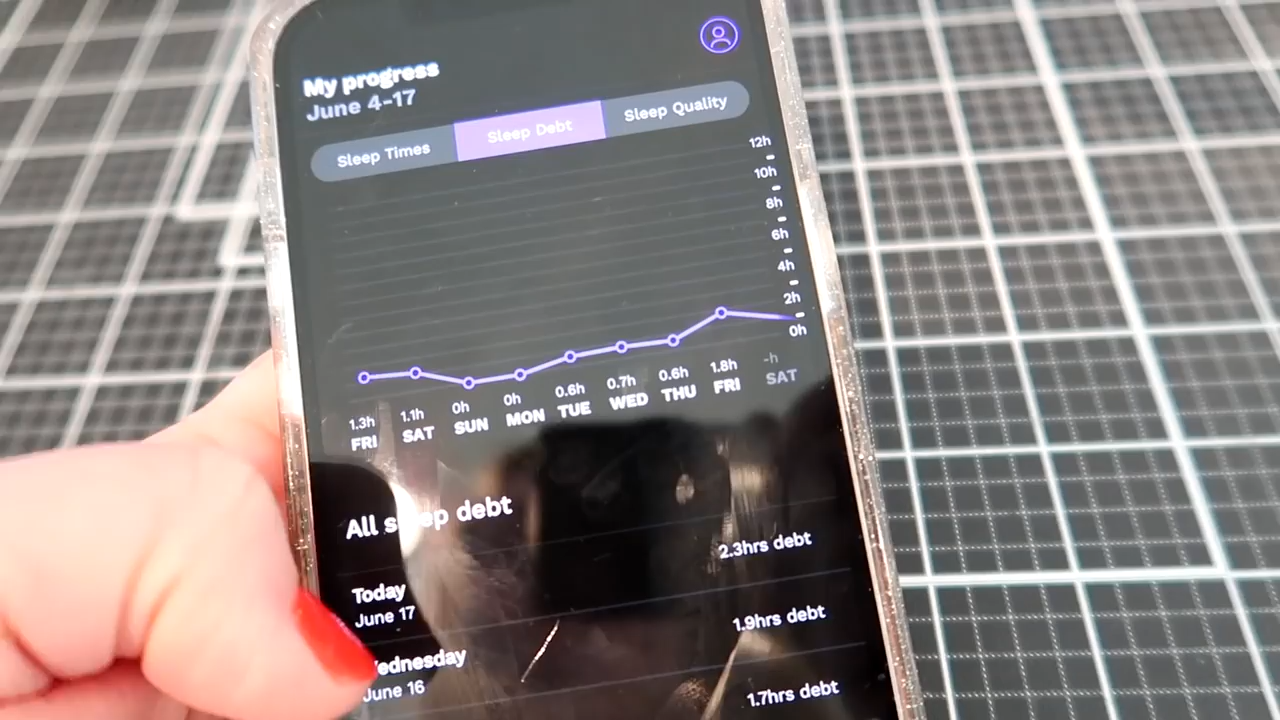 My progress
June 4-17
Sleep Times
Sleep Debt
Sleep Quality
12h
10h
8h
6h
4h
2h
0h
1.3h 1.1h 0h 0h 0.6h 0.7h 0.6h 1.8h -h
FRI SAT SUN MON TUE WED THU FRI SAT
All sleep debt
2.3hrs debt
Today
June 17
1.9hrs debt
Wednesday
June 16
1.7hrs debt